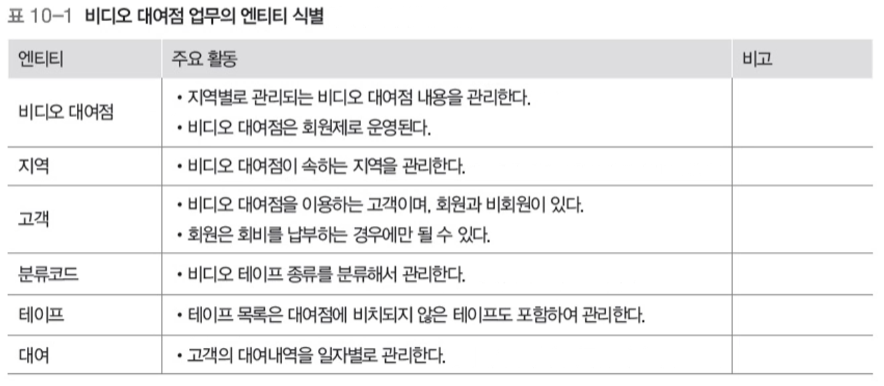 표 10-1 비디오 대여점 업무의 엔티티 식별
엔티티 주요 활동 비고
비디오 대여점
• 지역별로 관리되는 비디오 대여점 내용을 관리한다.
• 비디오 대여점은 회원제로 운영된다.
지역 • 비디오 대여점이 속하는 지역을 관리한다.
고객
• 비디오 대여점을 이용하는 고객이며, 회원과 비회원이 있다.
• 회원은 회비를 납부하는 경우에만 될 수 있다.
분류코드 • 비디오 테이프 종류를 분류해서 관리한다.
테이프 • 테이프 목록은 대여점에 비치되지 않은 테이프도 포함하여 관리한다.
대여 • 고객의 대여내역을 일자별로 관리한다.